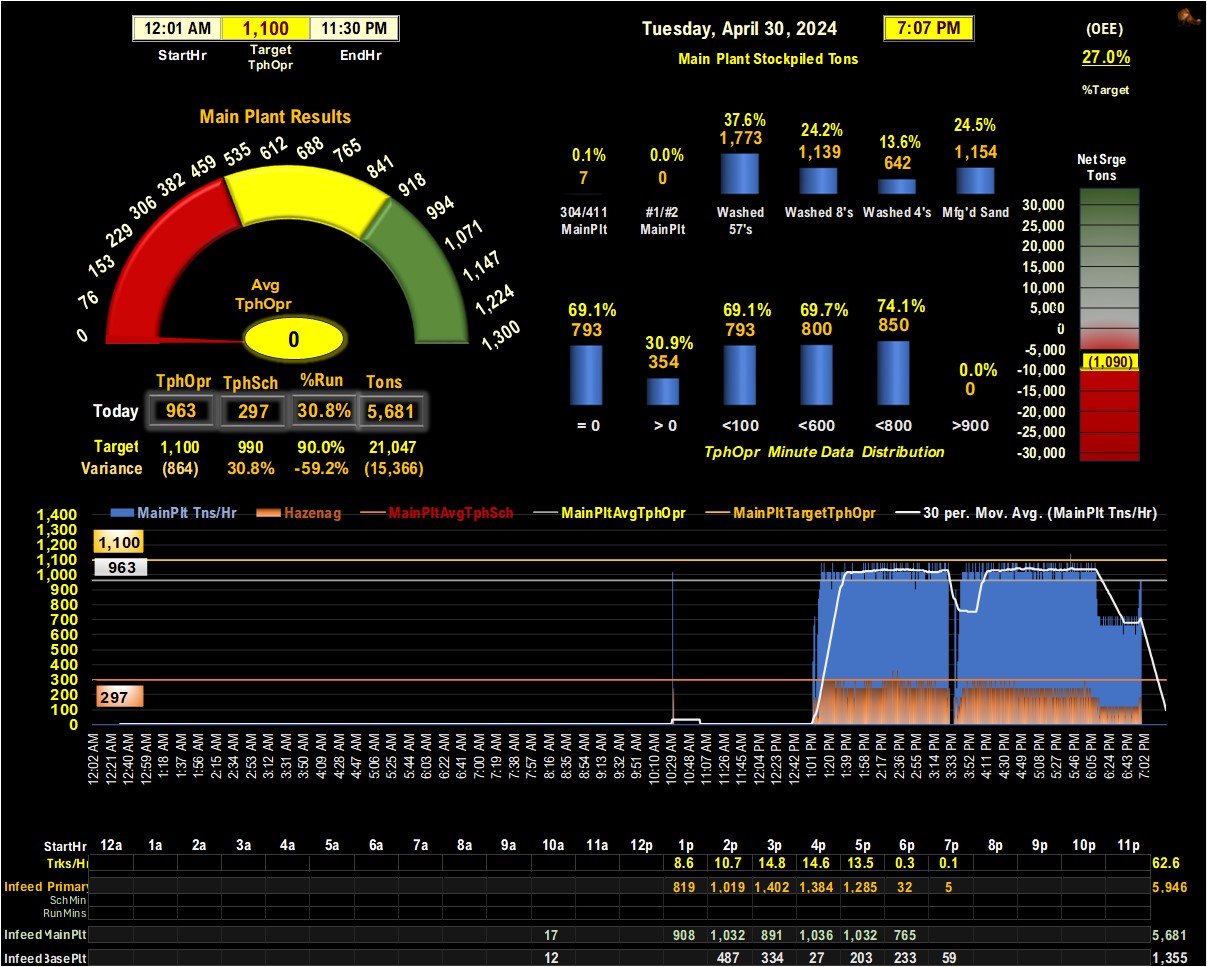 12:01 AM 1,100 11:30 PM
StartHr Target TphOpr EndHr
Tuesday, April 30, 2024 7:07 PM
Main Plant Stockpiled Tons
(OEE)
27.0%
%Target
Main Plant Results
0 76 153 229 306 382 459 535 612 688 765 841 918 994 1,071 1,147 1,224 1,300
Avg
TphOpr
0
TphOpr TphSch %Run Tons
Today 963 297 30.8% 5,681
Target 1,100 990 90.0% 21,047
Variance (864) 30.8% -59.2% (15,366)
0.1% 0.0% 37.6% 24.2% 13.6% 24.5%
7 0 1,773 1,139 642 1,154
304/411 #1/#2 Washed Washed 8's Washed 4's Mfg'd Sand
MainPlt MainPlt 57's
69.1% 30.9% 69.1% 69.7% 74.1% 0.0%
793 354 793 800 850 0
= 0 > 0 <100 <600 <800 >900
TphOpr Minute Data Distribution
Net Srge
Tons
30,000
25,000
20,000
15,000
10,000
5,000
0
-5,000
(1,090)
-10,000
-15,000
-20,000
-25,000
-30,000
MainPlt Tns/Hr Hazenag MainPltAvgTphSch MainPltAvgTphOpr MainPltTargetTphOpr 30 per. Mov. Avg. (MainPlt Tns/Hr)
1,400
1,300
1,200
1,100
1,000
900
800
700
600
500
400
300
200
100
0
1,100
963
297
12:02 AM 12:21 AM 12:40 AM 12:59 AM 1:18 AM 1:37 AM 1:56 AM 2:15 AM 2:34 AM 2:53 AM 3:12 AM 3:31 AM 3:50 AM 4:09 AM 4:28 AM 4:47 AM 5:06 AM 5:25 AM 5:44 AM 6:03 AM 6:22 AM 6:41 AM 7:00 AM 7:19 AM 7:38 AM 7:57 AM 8:16 AM 8:35 AM 8:54 AM 9:13 AM 9:32 AM 9:51 AM 10:10 AM 10:29 AM 10:48 AM 11:07 AM 11:26 AM 11:45 AM 12:04 PM 12:23 PM 12:42 PM 1:01 PM 1:20 PM 1:39 PM 1:58 PM 2:17 PM 2:36 PM 2:55 PM 3:14 PM 3:33 PM 3:52 PM 4:11 PM 4:30 PM 4:49 PM 5:08 PM 5:27 PM 5:46 PM 6:05 PM 6:24 PM 6:43 PM 7:02 PM
StartHr 12a 1a 2a 3a 4a 5a 6a 7a 8a 9a 10a 11a 12p 1p 2p 3p 4p 5p 6p 7p 8p 9p 10p 11p
Trks/Hr 8.6 10.7 14.8 14.6 13.5 0.3 0.1 62.6
Infeed Primary 819 1,019 1,402 1,384 1,285 32 5 5,946
SchMin
RunMins
Infeed MainPlt 17 908 1,032 891 1,036 1,032 765 5,681
Infeed BasePlt 12 487 334 27 203 233 59 1,355